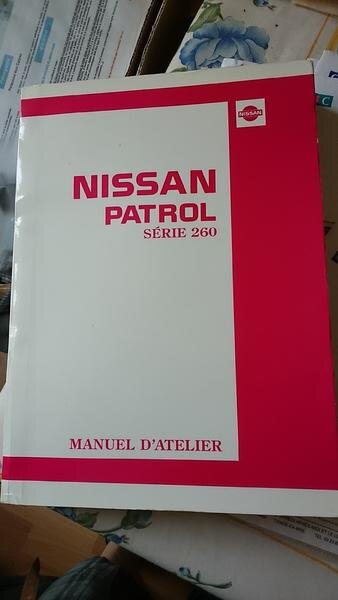 NISSAN
NISSAN
PATROL
SÉRIE 260
MANUEL D'ATELIER